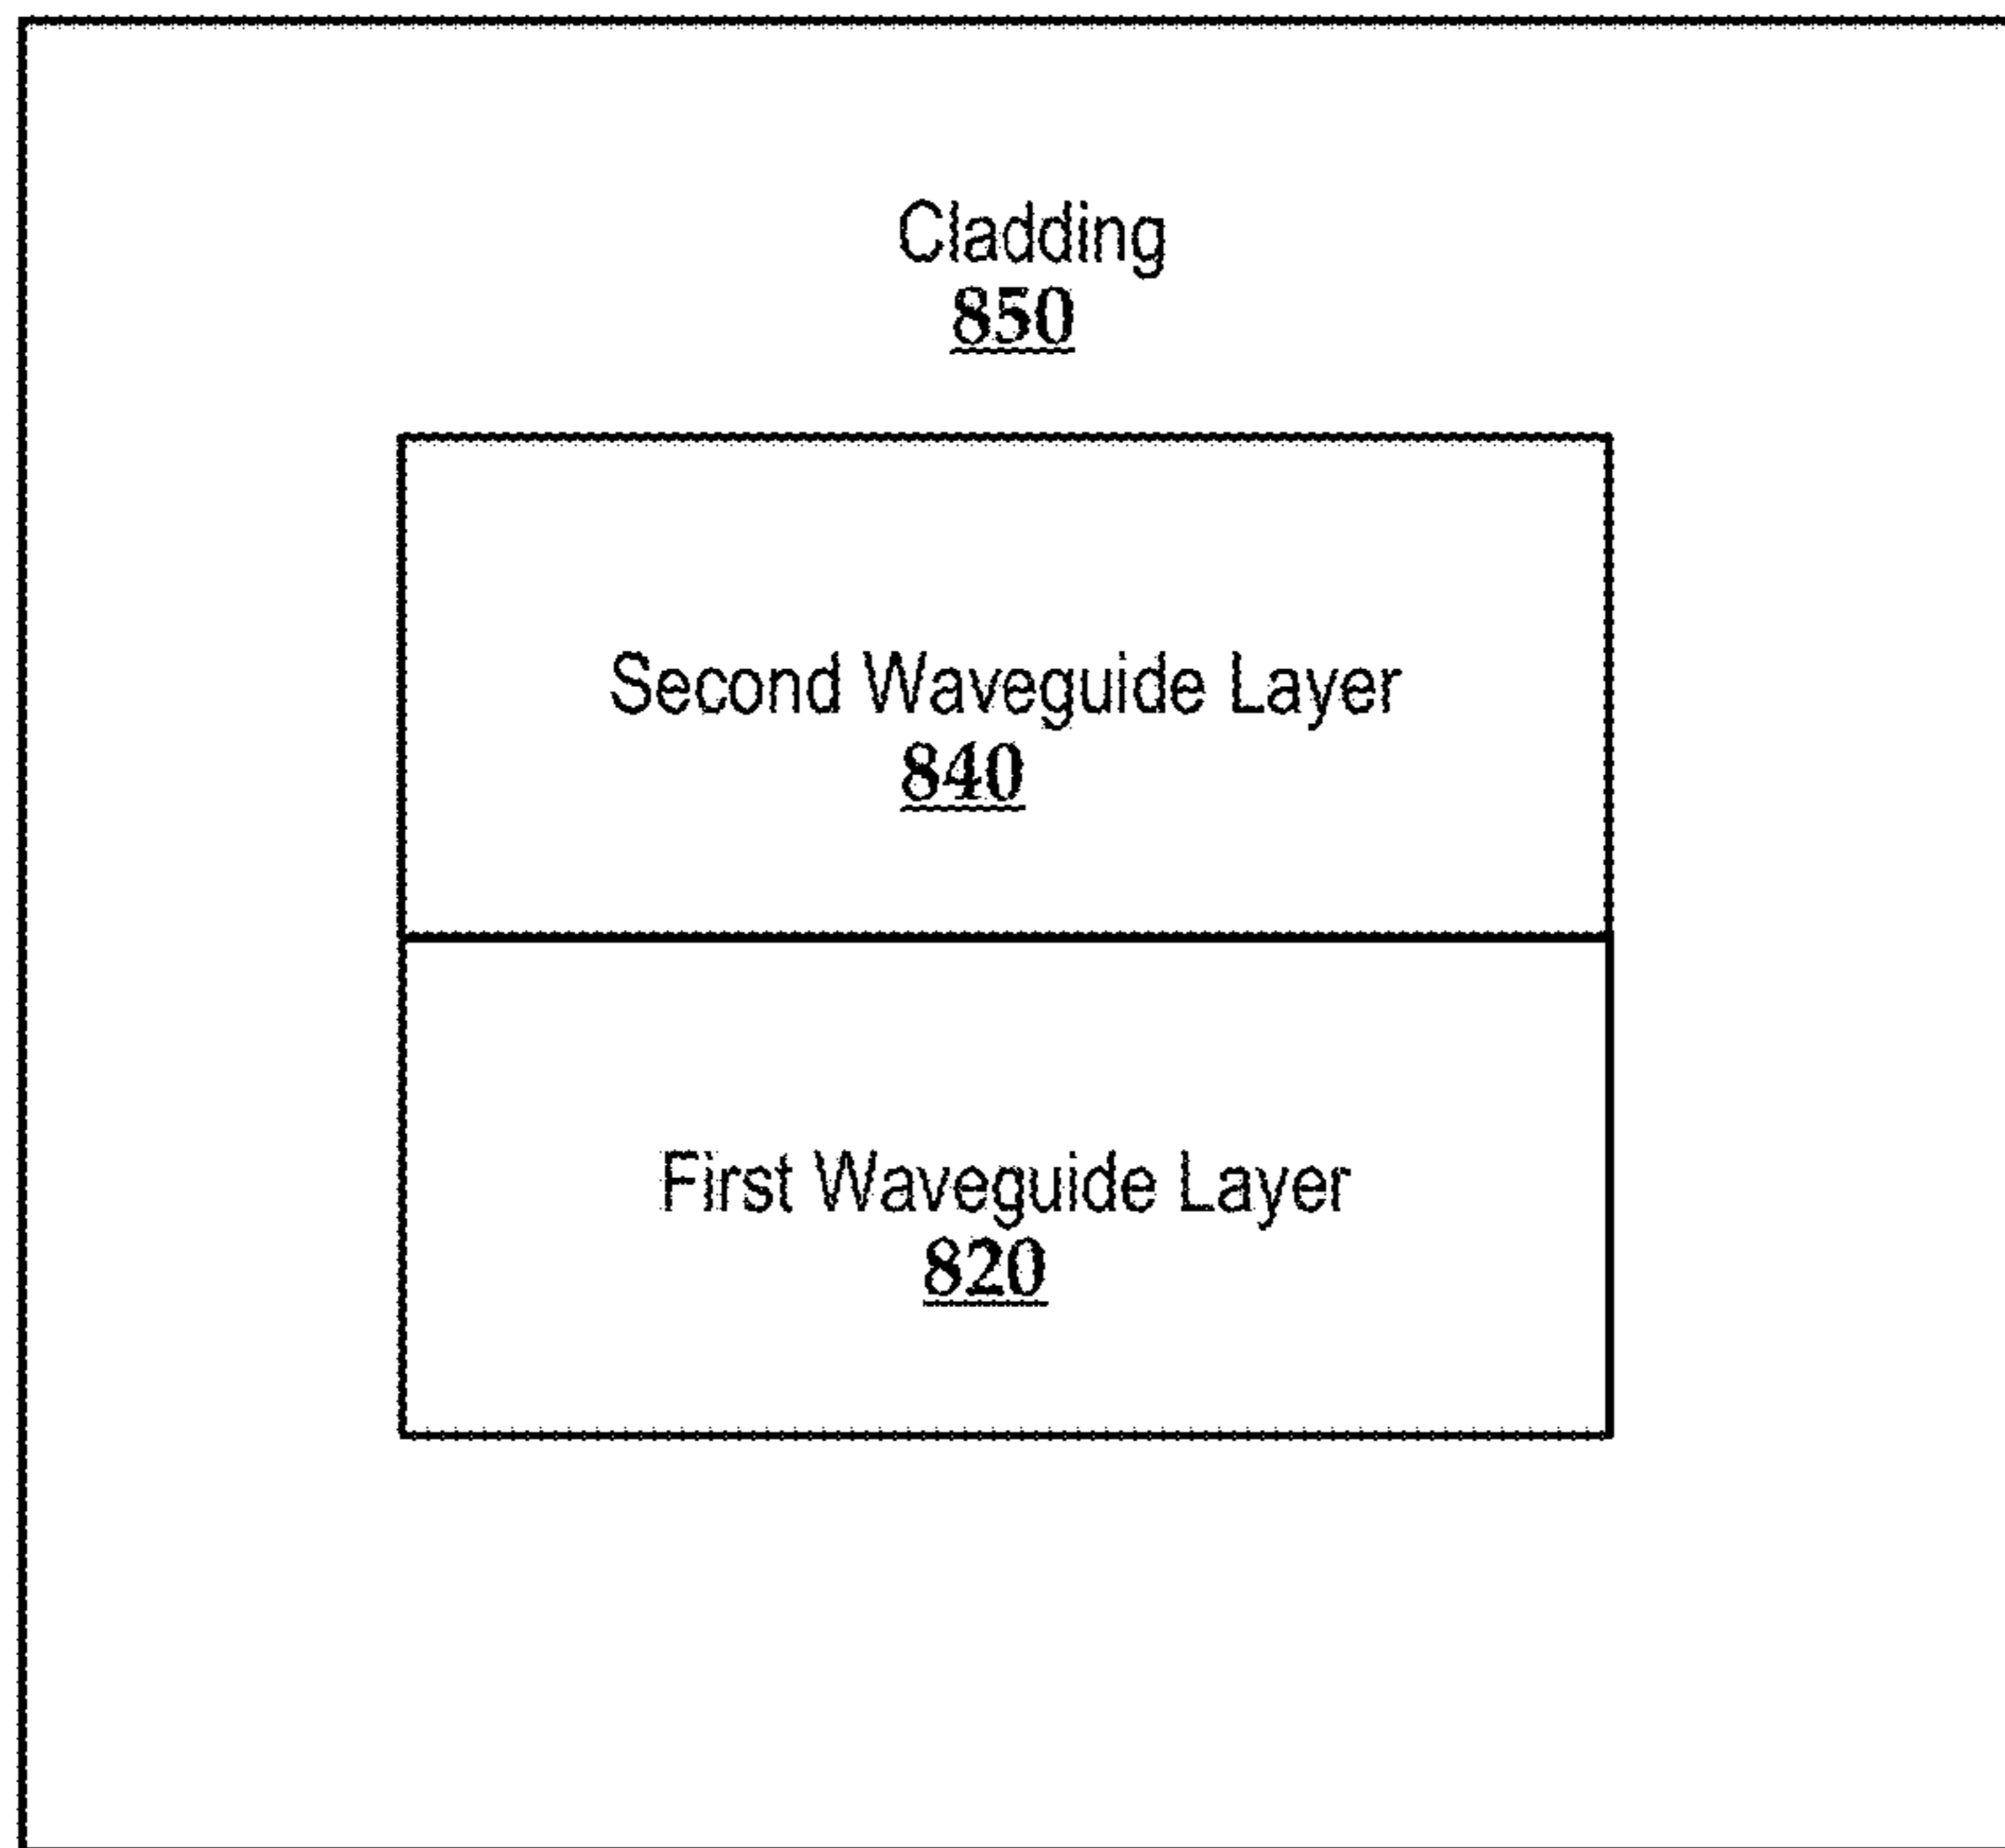 Cladding
850
Second Waveguide Layer
840
First Waveguide Layer
820